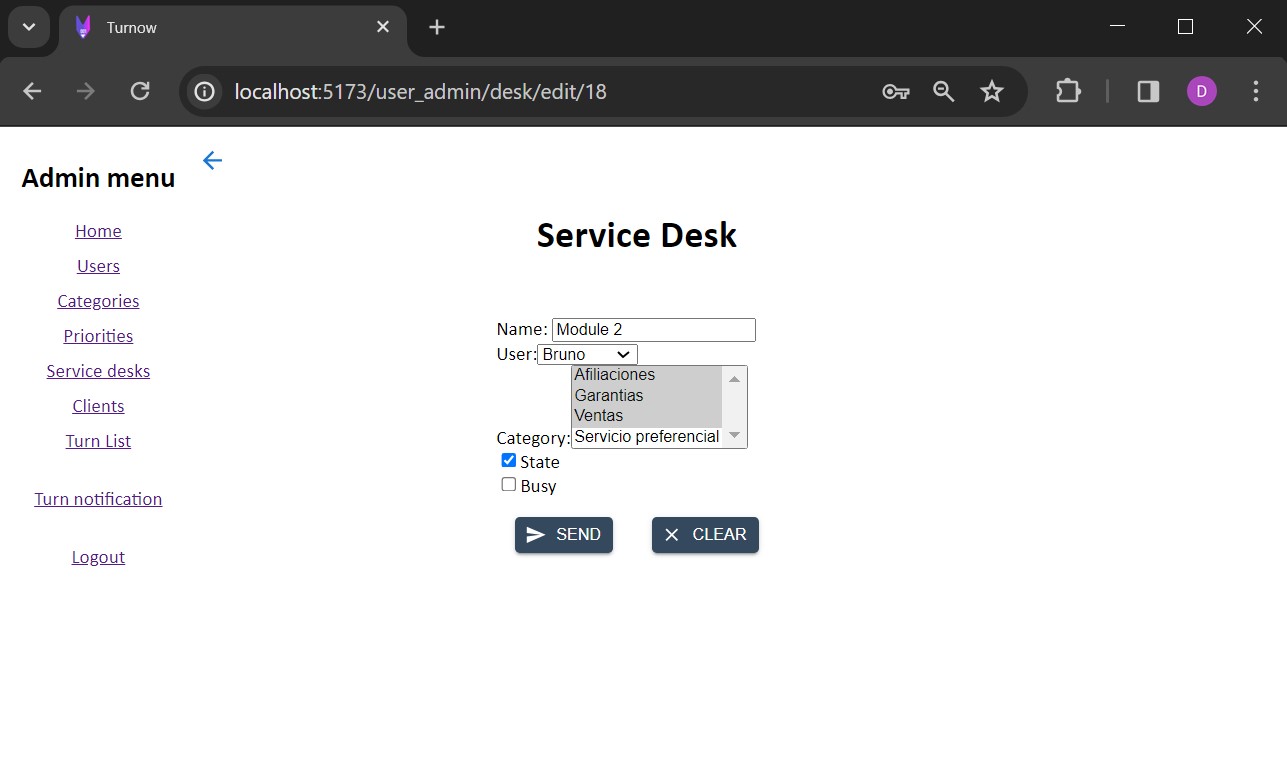 Turnow
localhost:5173/user_admin/desk/edit/18
D
Admin menu
Home
Users
Categories
Priorities
Service desks
Clients
Turn List
Turn notification
Logout
Service Desk
Name: Module 2
User: Bruno
Afiliaciones
Garantias
Ventas
Category: Servicio preferencial
State
Busy
SEND CLEAR